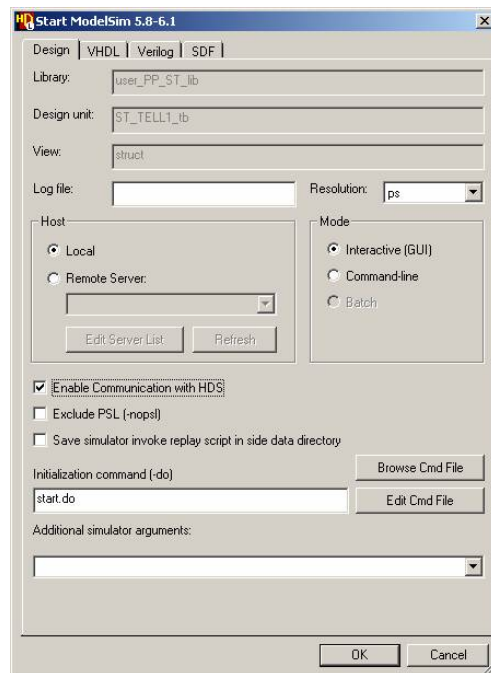 Start ModelSim 5.8-6.1
Design VHDL Verilog SDF
Library: user_PP_ST_lib
Design unit: ST_TELL1_tb
View: struct
Log file: Resolution: ps
Host Mode
Local Interactive (GUI)
Remote Server: Command-line
Batch
Edit Server List Refresh
Enable Communication with HDS
Exclude PSL (-nopsl)
Save simulator invoke replay script in side data directory
Initialization command (-do) Browse Cmd File
start.do Edit Cmd File
Additional simulator arguments:
OK Cancel